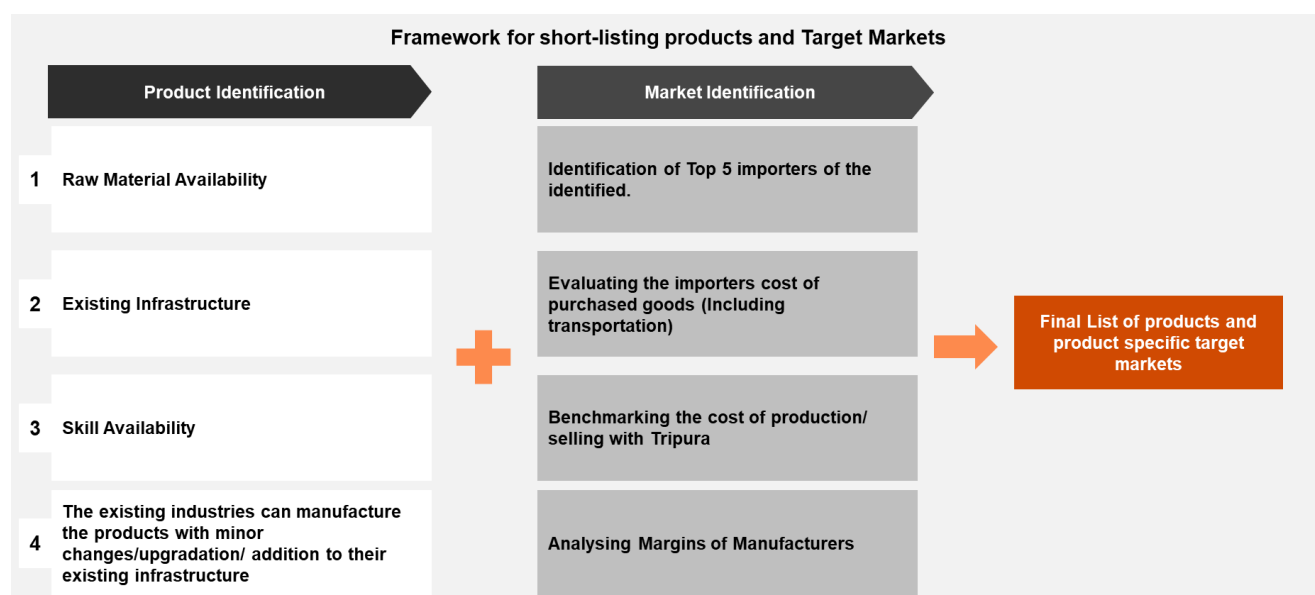 Framework for short-listing products and Target Markets
Product Identification
Market Identification
1
Raw Material Availability
Identification of Top 5 importers of the
identified.
2
Existing Infrastructure
Evaluating the importers cost of
purchased goods (Including
transportation)
3
Skill Availability
Benchmarking the cost of production/
selling with Tripura
4
The existing industries can manufacture
the products with minor
changes/upgradation/ addition to their
existing infrastructure
Analysing Margins of Manufacturers
Final List of products and
product specific target
markets